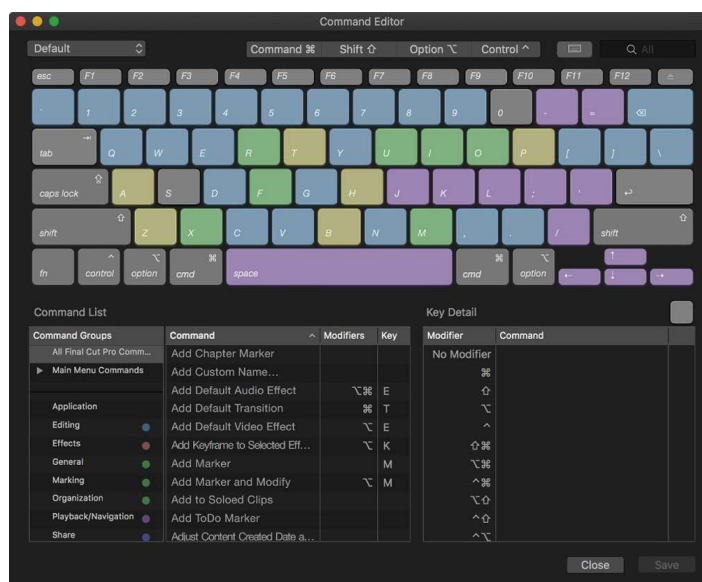 Command Editor
Default Command ⌘ Shift ⇧ Option ⌥ Control ^ All
esc F1 F2 F3 F4 F5 F6 F7 F8 F9 F10 F11 F12
` 1 2 3 4 5 6 7 8 9 0 - = ⌫
tab ⇥ Q W E R T Y U I O P [ ] \
caps lock ⇪ A S D F G H J K L ; ' ↩
shift ⇧ Z X C V B N M , . / shift ⇧
fn control ^ option ⌥ cmd ⌘ space cmd ⌘ option ⌥ ← ↑ ↓ →
Command List Key Detail
Command Groups Command Modifiers Key Modifier Command
All Final Cut Pro Comm... Add Chapter Marker No Modifier
Main Menu Commands Add Custom Name... ⌘
Add Default Audio Effect ⌥⌘ E ⇧
Application Add Default Transition ⌘ T ⌥
Editing Add Default Video Effect ⌥ E ^
Effects Add Keyframe to Selected Eff... ⌥ K ⇧⌘
General Add Marker M ⌥⌘
Marking Add Marker and Modify ⌥ M ^⌘
Organization Add to Soloed Clips ⌥⇧
Playback/Navigation Add ToDo Marker ^⇧
Share Adjust Content Created Date a... ^⌥
Close Save